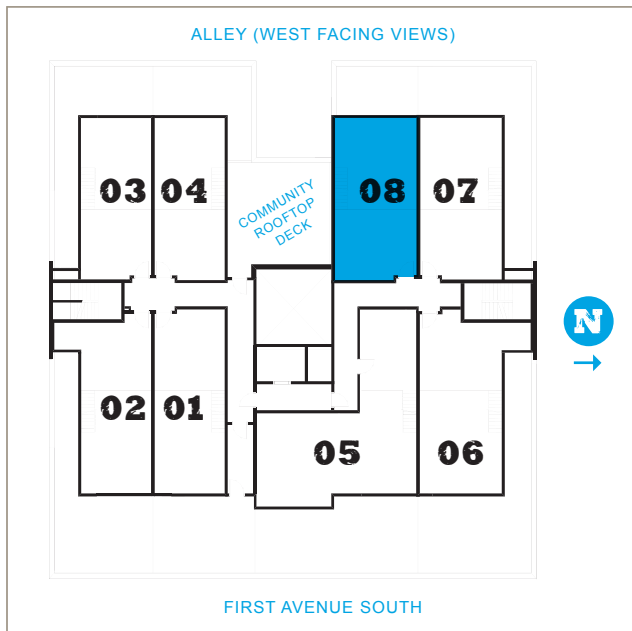 ALLEY (WEST FACING VIEWS)
03
04
COMMUNITY
ROOFTOP
DECK
08
07
N
02
01
05
06
FIRST AVENUE SOUTH